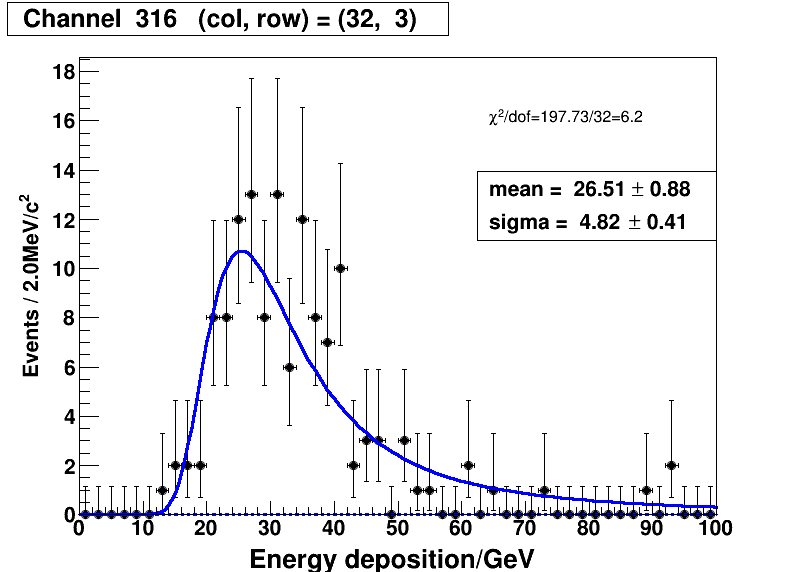 Channel 316 (col, row) = (32, 3)
χ²/dof=197.73/32=6.2
mean = 26.51 ± 0.88
sigma = 4.82 ± 0.41
Events / 2.0MeV/c²
18
16
14
12
10
8
6
4
2
0
0 10 20 30 40 50 60 70 80 90 100
Energy deposition/GeV